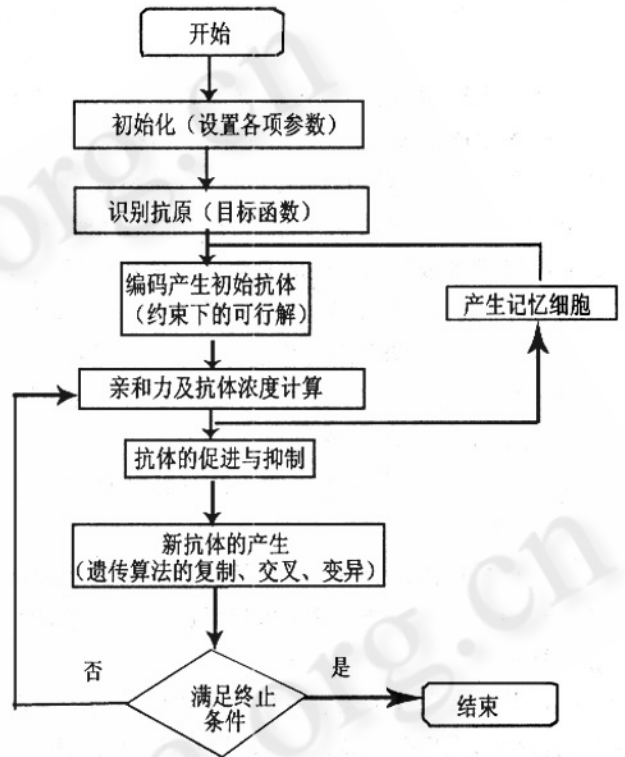 开始
初始化（设置各项参数）
识别抗原（目标函数）
编码产生初始抗体
（约束下的可行解）
产生记忆细胞
亲和力及抗体浓度计算
抗体的促进与抑制
新抗体的产生
（遗传算法的复制、交叉、变异）
否
是
满足终止
条件
结束
org.cn
org.cn